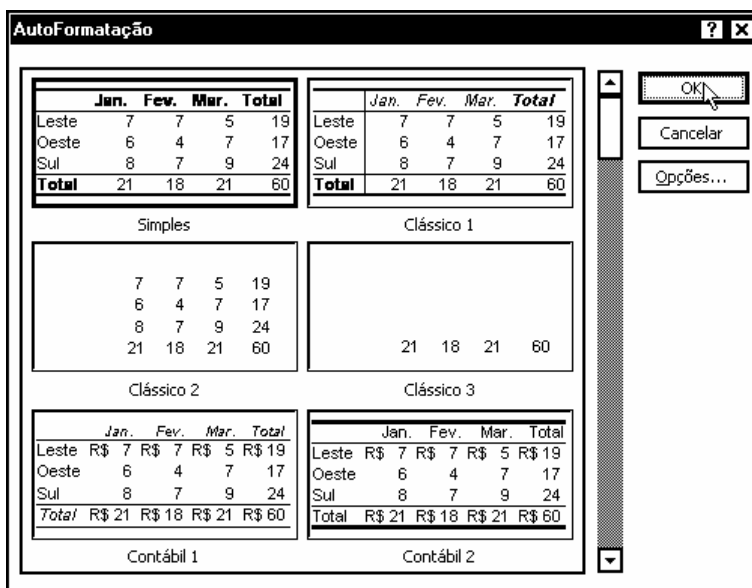 AutoFormatação
Jan. Fev. Mar. Total
Leste 7 7 5 19
Oeste 6 4 7 17
Sul 8 7 9 24
Total 21 18 21 60
Simples
Jan. Fev. Mar. Total
Leste 7 7 5 19
Oeste 6 4 7 17
Sul 8 7 9 24
Total 21 18 21 60
Clássico 1
7 7 5 19
6 4 7 17
8 7 9 24
21 18 21 60
Clássico 2
21 18 21 60
Clássico 3
Jan. Fev. Mar. Total
Leste R$ 7 R$ 7 R$ 5 R$ 19
Oeste 6 4 7 17
Sul 8 7 9 24
Total R$ 21 R$ 18 R$ 21 R$ 60
Contábil 1
Jan. Fev. Mar. Total
Leste R$ 7 R$ 7 R$ 5 R$ 19
Oeste 6 4 7 17
Sul 8 7 9 24
Total R$ 21 R$ 18 R$ 21 R$ 60
Contábil 2
OK
Cancelar
Opções...